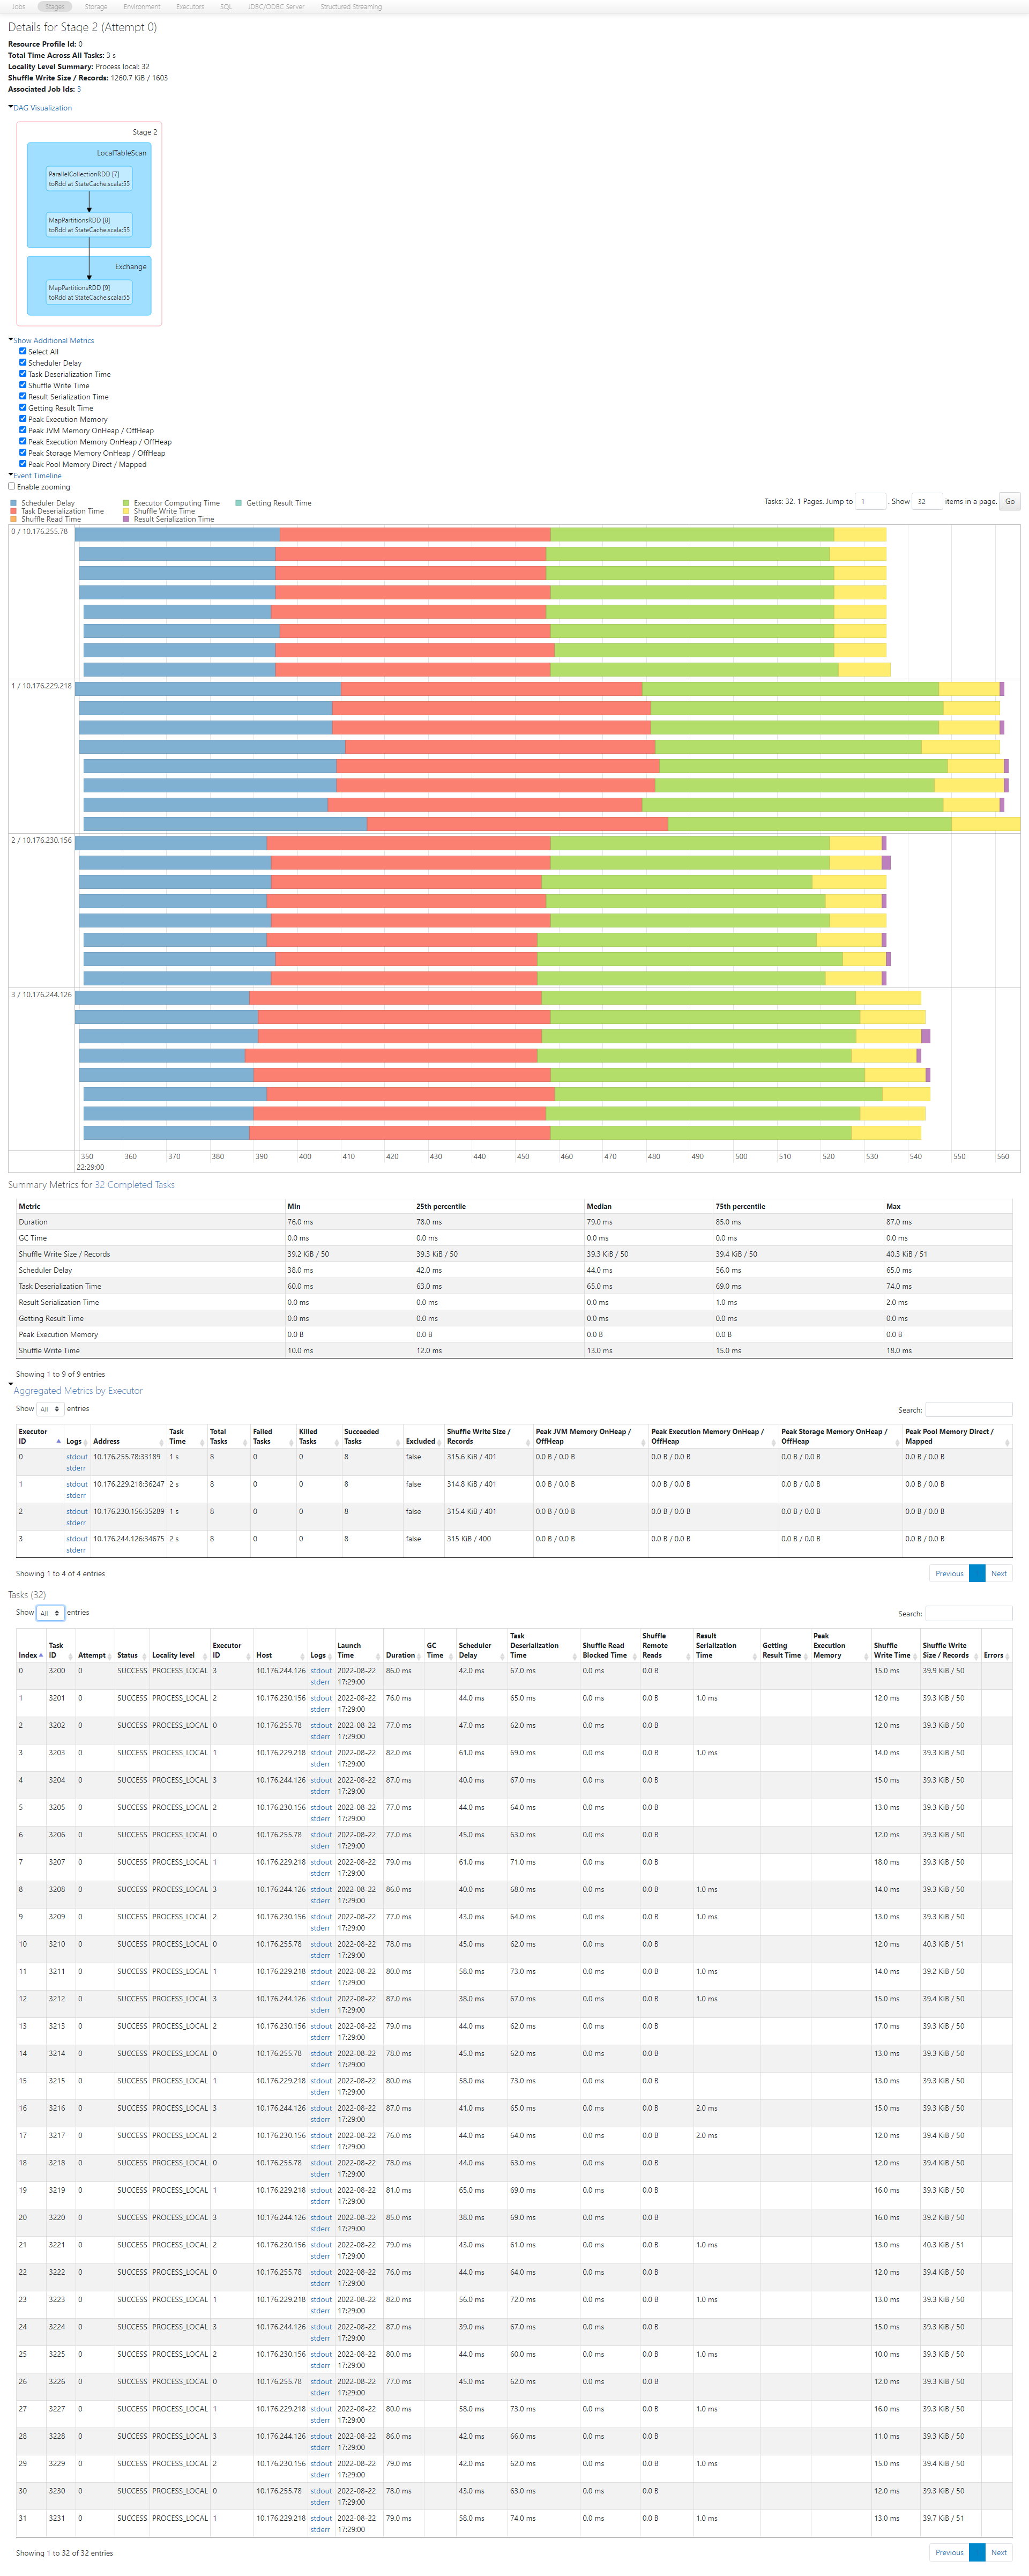 Jobs Stages Storage Environment Executors SQL JDBC/ODBC Server Structured Streaming
Details for Stage 2 (Attempt 0)
Resource Profile Id: 0
Total Time Across All Tasks: 3 s
Locality Level Summary: Process local: 32
Shuffle Write Size / Records: 1260.7 KiB / 1603
Associated Job Ids: 3
DAG Visualization
Stage 2
LocalTableScan
ParallelCollectionRDD [7]
toRdd at StateCache.scala:55
MapPartitionsRDD [8]
toRdd at StateCache.scala:55
Exchange
MapPartitionsRDD [9]
toRdd at StateCache.scala:55
Show Additional Metrics
Select All
Scheduler Delay
Task Deserialization Time
Shuffle Write Time
Result Serialization Time
Getting Result Time
Peak Execution Memory
Peak JVM Memory OnHeap / OffHeap
Peak Execution Memory OnHeap / OffHeap
Peak Storage Memory OnHeap / OffHeap
Peak Pool Memory Direct / Mapped
Event Timeline
Enable zooming
Scheduler Delay Executor Computing Time Getting Result Time
Task Deserialization Time Shuffle Write Time
Shuffle Read Time Result Serialization Time
Tasks: 32. 1 Pages. Jump to 1 . Show 32 items in a page. Go
0 / 10.176.255.78
1 / 10.176.229.218
2 / 10.176.230.156
3 / 10.176.244.126
350 360 370 380 390 400 410 420 430 440 450 460 470 480 490 500 510 520 530 540 550 560
22:29:00
Summary Metrics for 32 Completed Tasks
Metric Min 25th percentile Median 75th percentile Max
Duration 76.0 ms 78.0 ms 79.0 ms 85.0 ms 87.0 ms
GC Time 0.0 ms 0.0 ms 0.0 ms 0.0 ms 0.0 ms
Shuffle Write Size / Records 39.2 KiB / 50 39.3 KiB / 50 39.3 KiB / 50 39.4 KiB / 50 40.3 KiB / 51
Scheduler Delay 38.0 ms 42.0 ms 44.0 ms 56.0 ms 65.0 ms
Task Deserialization Time 60.0 ms 63.0 ms 65.0 ms 69.0 ms 74.0 ms
Result Serialization Time 0.0 ms 0.0 ms 0.0 ms 1.0 ms 2.0 ms
Getting Result Time 0.0 ms 0.0 ms 0.0 ms 0.0 ms 0.0 ms
Peak Execution Memory 0.0 B 0.0 B 0.0 B 0.0 B 0.0 B
Shuffle Write Time 10.0 ms 12.0 ms 13.0 ms 15.0 ms 18.0 ms
Showing 1 to 9 of 9 entries
Aggregated Metrics by Executor
Show All entries Search:
Executor Task Total Failed Killed Succeeded Shuffle Write Size / Peak JVM Memory OnHeap / Peak Execution Memory OnHeap / Peak Storage Memory OnHeap / Peak Pool Memory Direct /
ID Logs Address Time Tasks Tasks Tasks Tasks Excluded Records OffHeap OffHeap OffHeap Mapped
0 stdout 10.176.255.78:33189 1 s 8 0 0 8 false 315.6 KiB / 401 0.0 B / 0.0 B 0.0 B / 0.0 B 0.0 B / 0.0 B 0.0 B / 0.0 B
stderr
1 stdout 10.176.229.218:36247 2 s 8 0 0 8 false 314.8 KiB / 401 0.0 B / 0.0 B 0.0 B / 0.0 B 0.0 B / 0.0 B 0.0 B / 0.0 B
stderr
2 stdout 10.176.230.156:35289 1 s 8 0 0 8 false 315.4 KiB / 401 0.0 B / 0.0 B 0.0 B / 0.0 B 0.0 B / 0.0 B 0.0 B / 0.0 B
stderr
3 stdout 10.176.244.126:34675 2 s 8 0 0 8 false 315 KiB / 400 0.0 B / 0.0 B 0.0 B / 0.0 B 0.0 B / 0.0 B 0.0 B / 0.0 B
stderr
Showing 1 to 4 of 4 entries Previous Next
Tasks (32)
Show All entries Search:
Task Shuffle Result Peak
Task Executor Launch GC Scheduler Deserialization Shuffle Read Remote Serialization Getting Execution Shuffle Shuffle Write
Index ID Attempt Status Locality level ID Host Logs Time Duration Time Delay Time Blocked Time Reads Time Result Time Memory Write Time Size / Records Errors
0 3200 0 SUCCESS PROCESS_LOCAL 3 10.176.244.126 stdout 2022-08-22 86.0 ms 42.0 ms 67.0 ms 0.0 ms 0.0 B 15.0 ms 39.9 KiB / 50
stderr 17:29:00
1 3201 0 SUCCESS PROCESS_LOCAL 2 10.176.230.156 stdout 2022-08-22 76.0 ms 44.0 ms 65.0 ms 0.0 ms 0.0 B 1.0 ms 12.0 ms 39.3 KiB / 50
stderr 17:29:00
2 3202 0 SUCCESS PROCESS_LOCAL 0 10.176.255.78 stdout 2022-08-22 77.0 ms 47.0 ms 62.0 ms 0.0 ms 0.0 B 12.0 ms 39.3 KiB / 50
stderr 17:29:00
3 3203 0 SUCCESS PROCESS_LOCAL 1 10.176.229.218 stdout 2022-08-22 82.0 ms 61.0 ms 69.0 ms 0.0 ms 0.0 B 1.0 ms 14.0 ms 39.3 KiB / 50
stderr 17:29:00
4 3204 0 SUCCESS PROCESS_LOCAL 3 10.176.244.126 stdout 2022-08-22 87.0 ms 40.0 ms 67.0 ms 0.0 ms 0.0 B 15.0 ms 39.3 KiB / 50
stderr 17:29:00
5 3205 0 SUCCESS PROCESS_LOCAL 2 10.176.230.156 stdout 2022-08-22 77.0 ms 44.0 ms 64.0 ms 0.0 ms 0.0 B 1.0 ms 13.0 ms 39.3 KiB / 50
stderr 17:29:00
6 3206 0 SUCCESS PROCESS_LOCAL 0 10.176.255.78 stdout 2022-08-22 77.0 ms 45.0 ms 63.0 ms 0.0 ms 0.0 B 12.0 ms 39.3 KiB / 50
stderr 17:29:00
7 3207 0 SUCCESS PROCESS_LOCAL 1 10.176.229.218 stdout 2022-08-22 79.0 ms 61.0 ms 71.0 ms 0.0 ms 0.0 B 18.0 ms 39.3 KiB / 50
stderr 17:29:00
8 3208 0 SUCCESS PROCESS_LOCAL 3 10.176.244.126 stdout 2022-08-22 86.0 ms 40.0 ms 68.0 ms 0.0 ms 0.0 B 1.0 ms 14.0 ms 39.3 KiB / 50
stderr 17:29:00
9 3209 0 SUCCESS PROCESS_LOCAL 2 10.176.230.156 stdout 2022-08-22 77.0 ms 43.0 ms 64.0 ms 0.0 ms 0.0 B 1.0 ms 13.0 ms 39.3 KiB / 50
stderr 17:29:00
10 3210 0 SUCCESS PROCESS_LOCAL 0 10.176.255.78 stdout 2022-08-22 78.0 ms 45.0 ms 62.0 ms 0.0 ms 0.0 B 12.0 ms 40.3 KiB / 51
stderr 17:29:00
11 3211 0 SUCCESS PROCESS_LOCAL 1 10.176.229.218 stdout 2022-08-22 80.0 ms 58.0 ms 73.0 ms 0.0 ms 0.0 B 1.0 ms 14.0 ms 39.2 KiB / 50
stderr 17:29:00
12 3212 0 SUCCESS PROCESS_LOCAL 3 10.176.244.126 stdout 2022-08-22 87.0 ms 38.0 ms 67.0 ms 0.0 ms 0.0 B 1.0 ms 15.0 ms 39.4 KiB / 50
stderr 17:29:00
13 3213 0 SUCCESS PROCESS_LOCAL 2 10.176.230.156 stdout 2022-08-22 79.0 ms 44.0 ms 62.0 ms 0.0 ms 0.0 B 17.0 ms 39.3 KiB / 50
stderr 17:29:00
14 3214 0 SUCCESS PROCESS_LOCAL 0 10.176.255.78 stdout 2022-08-22 78.0 ms 45.0 ms 62.0 ms 0.0 ms 0.0 B 13.0 ms 39.3 KiB / 50
stderr 17:29:00
15 3215 0 SUCCESS PROCESS_LOCAL 1 10.176.229.218 stdout 2022-08-22 80.0 ms 58.0 ms 73.0 ms 0.0 ms 0.0 B 13.0 ms 39.3 KiB / 50
stderr 17:29:00
16 3216 0 SUCCESS PROCESS_LOCAL 3 10.176.244.126 stdout 2022-08-22 87.0 ms 41.0 ms 65.0 ms 0.0 ms 0.0 B 2.0 ms 15.0 ms 39.3 KiB / 50
stderr 17:29:00
17 3217 0 SUCCESS PROCESS_LOCAL 2 10.176.230.156 stdout 2022-08-22 76.0 ms 44.0 ms 64.0 ms 0.0 ms 0.0 B 2.0 ms 12.0 ms 39.4 KiB / 50
stderr 17:29:00
18 3218 0 SUCCESS PROCESS_LOCAL 0 10.176.255.78 stdout 2022-08-22 78.0 ms 44.0 ms 63.0 ms 0.0 ms 0.0 B 12.0 ms 39.4 KiB / 50
stderr 17:29:00
19 3219 0 SUCCESS PROCESS_LOCAL 1 10.176.229.218 stdout 2022-08-22 81.0 ms 65.0 ms 69.0 ms 0.0 ms 0.0 B 16.0 ms 39.3 KiB / 50
stderr 17:29:00
20 3220 0 SUCCESS PROCESS_LOCAL 3 10.176.244.126 stdout 2022-08-22 85.0 ms 38.0 ms 69.0 ms 0.0 ms 0.0 B 16.0 ms 39.2 KiB / 50
stderr 17:29:00
21 3221 0 SUCCESS PROCESS_LOCAL 2 10.176.230.156 stdout 2022-08-22 79.0 ms 43.0 ms 61.0 ms 0.0 ms 0.0 B 1.0 ms 13.0 ms 40.3 KiB / 51
stderr 17:29:00
22 3222 0 SUCCESS PROCESS_LOCAL 0 10.176.255.78 stdout 2022-08-22 76.0 ms 44.0 ms 64.0 ms 0.0 ms 0.0 B 12.0 ms 39.4 KiB / 50
stderr 17:29:00
23 3223 0 SUCCESS PROCESS_LOCAL 1 10.176.229.218 stdout 2022-08-22 82.0 ms 56.0 ms 72.0 ms 0.0 ms 0.0 B 1.0 ms 13.0 ms 39.3 KiB / 50
stderr 17:29:00
24 3224 0 SUCCESS PROCESS_LOCAL 3 10.176.244.126 stdout 2022-08-22 87.0 ms 39.0 ms 67.0 ms 0.0 ms 0.0 B 15.0 ms 39.3 KiB / 50
stderr 17:29:00
25 3225 0 SUCCESS PROCESS_LOCAL 2 10.176.230.156 stdout 2022-08-22 80.0 ms 44.0 ms 60.0 ms 0.0 ms 0.0 B 1.0 ms 10.0 ms 39.3 KiB / 50
stderr 17:29:00
26 3226 0 SUCCESS PROCESS_LOCAL 0 10.176.255.78 stdout 2022-08-22 77.0 ms 45.0 ms 62.0 ms 0.0 ms 0.0 B 12.0 ms 39.3 KiB / 50
stderr 17:29:00
27 3227 0 SUCCESS PROCESS_LOCAL 1 10.176.229.218 stdout 2022-08-22 80.0 ms 58.0 ms 73.0 ms 0.0 ms 0.0 B 1.0 ms 16.0 ms 39.3 KiB / 50
stderr 17:29:00
28 3228 0 SUCCESS PROCESS_LOCAL 3 10.176.244.126 stdout 2022-08-22 86.0 ms 42.0 ms 66.0 ms 0.0 ms 0.0 B 11.0 ms 39.3 KiB / 50
stderr 17:29:00
29 3229 0 SUCCESS PROCESS_LOCAL 2 10.176.230.156 stdout 2022-08-22 79.0 ms 42.0 ms 62.0 ms 0.0 ms 0.0 B 1.0 ms 15.0 ms 39.4 KiB / 50
stderr 17:29:00
30 3230 0 SUCCESS PROCESS_LOCAL 0 10.176.255.78 stdout 2022-08-22 78.0 ms 43.0 ms 63.0 ms 0.0 ms 0.0 B 12.0 ms 39.3 KiB / 50
stderr 17:29:00
31 3231 0 SUCCESS PROCESS_LOCAL 1 10.176.229.218 stdout 2022-08-22 79.0 ms 58.0 ms 74.0 ms 0.0 ms 0.0 B 1.0 ms 13.0 ms 39.7 KiB / 51
stderr 17:29:00
Showing 1 to 32 of 32 entries Previous Next